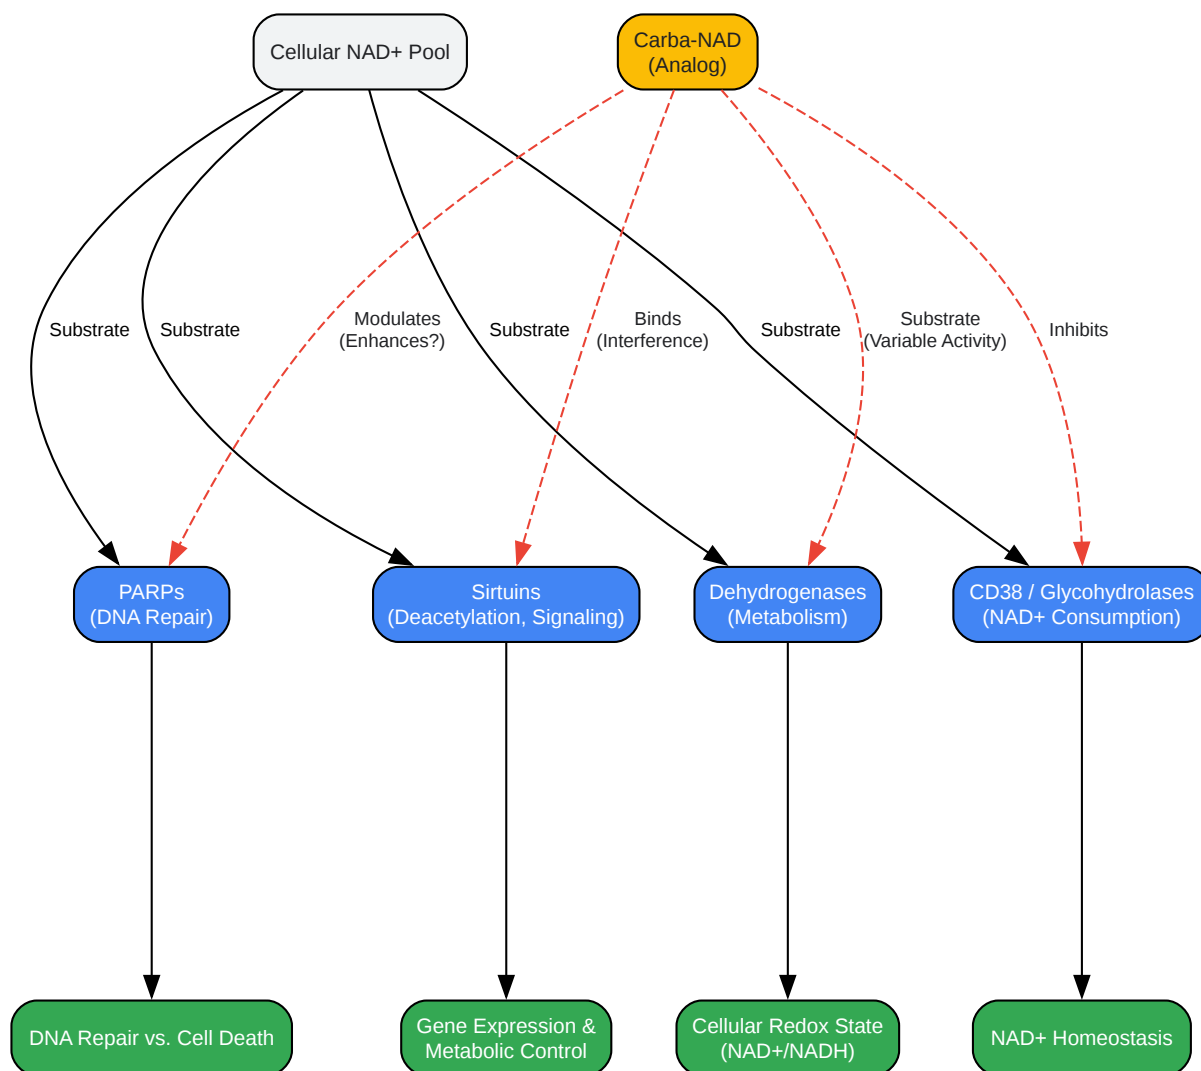 Cellular NAD+ Pool
Carba-NAD
(Analog)
Substrate
Substrate
Modulates
(Enhances?)
Substrate
Binds
(Interference)
Substrate
Substrate
(Variable Activity)
Inhibits
PARPs
(DNA Repair)
Sirtuins
(Deacetylation, Signaling)
Dehydrogenases
(Metabolism)
CD38 / Glycohydrolases
(NAD+ Consumption)
DNA Repair vs. Cell Death
Gene Expression &
Metabolic Control
Cellular Redox State
(NAD+/NADH)
NAD+ Homeostasis